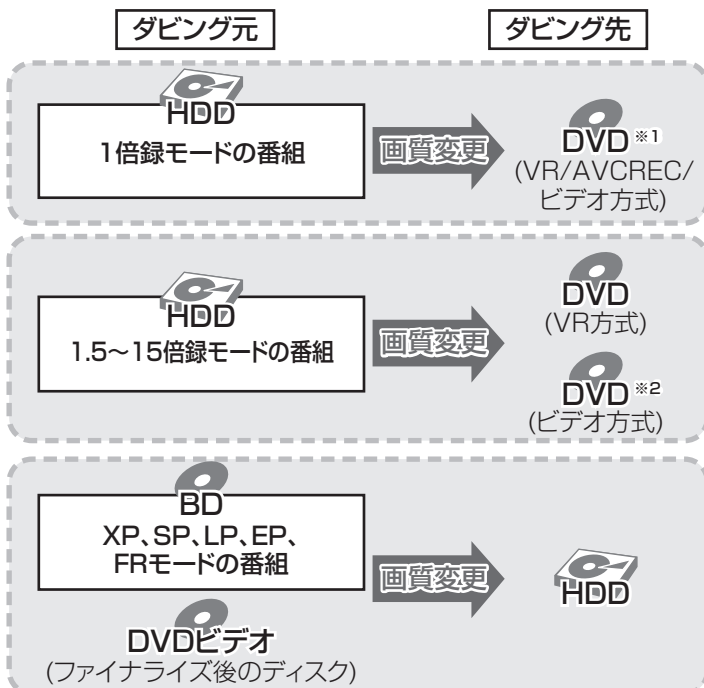 ダビング元
ダビング先
HDD
1倍録モードの番組
画質変更
DVD※1
(VR/AVCREC/
ビデオ方式)
HDD
1.5～15倍録モードの番組
画質変更
DVD
(VR方式)
DVD※2
(ビデオ方式)
BD
XP、SP、LP、EP、
FRモードの番組
DVDビデオ
(ファイナライズ後のディスク)
画質変更
HDD